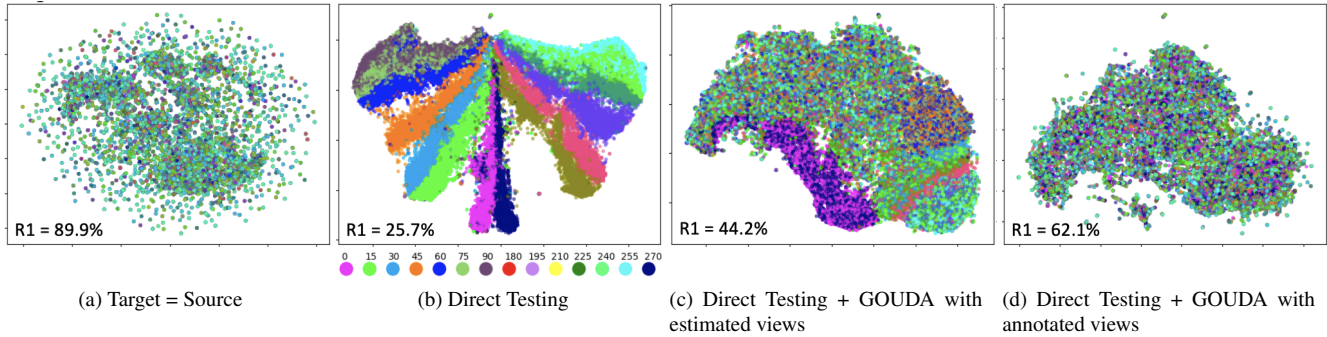 R1 = 89.9%
R1 = 25.7%
R1 = 44.2%
R1 = 62.1%
0 15 30 45 60 75 90 180 195 210 225 240 255 270
(a) Target = Source
(b) Direct Testing
(c) Direct Testing + GOUDA with
estimated views
(d) Direct Testing + GOUDA with
annotated views